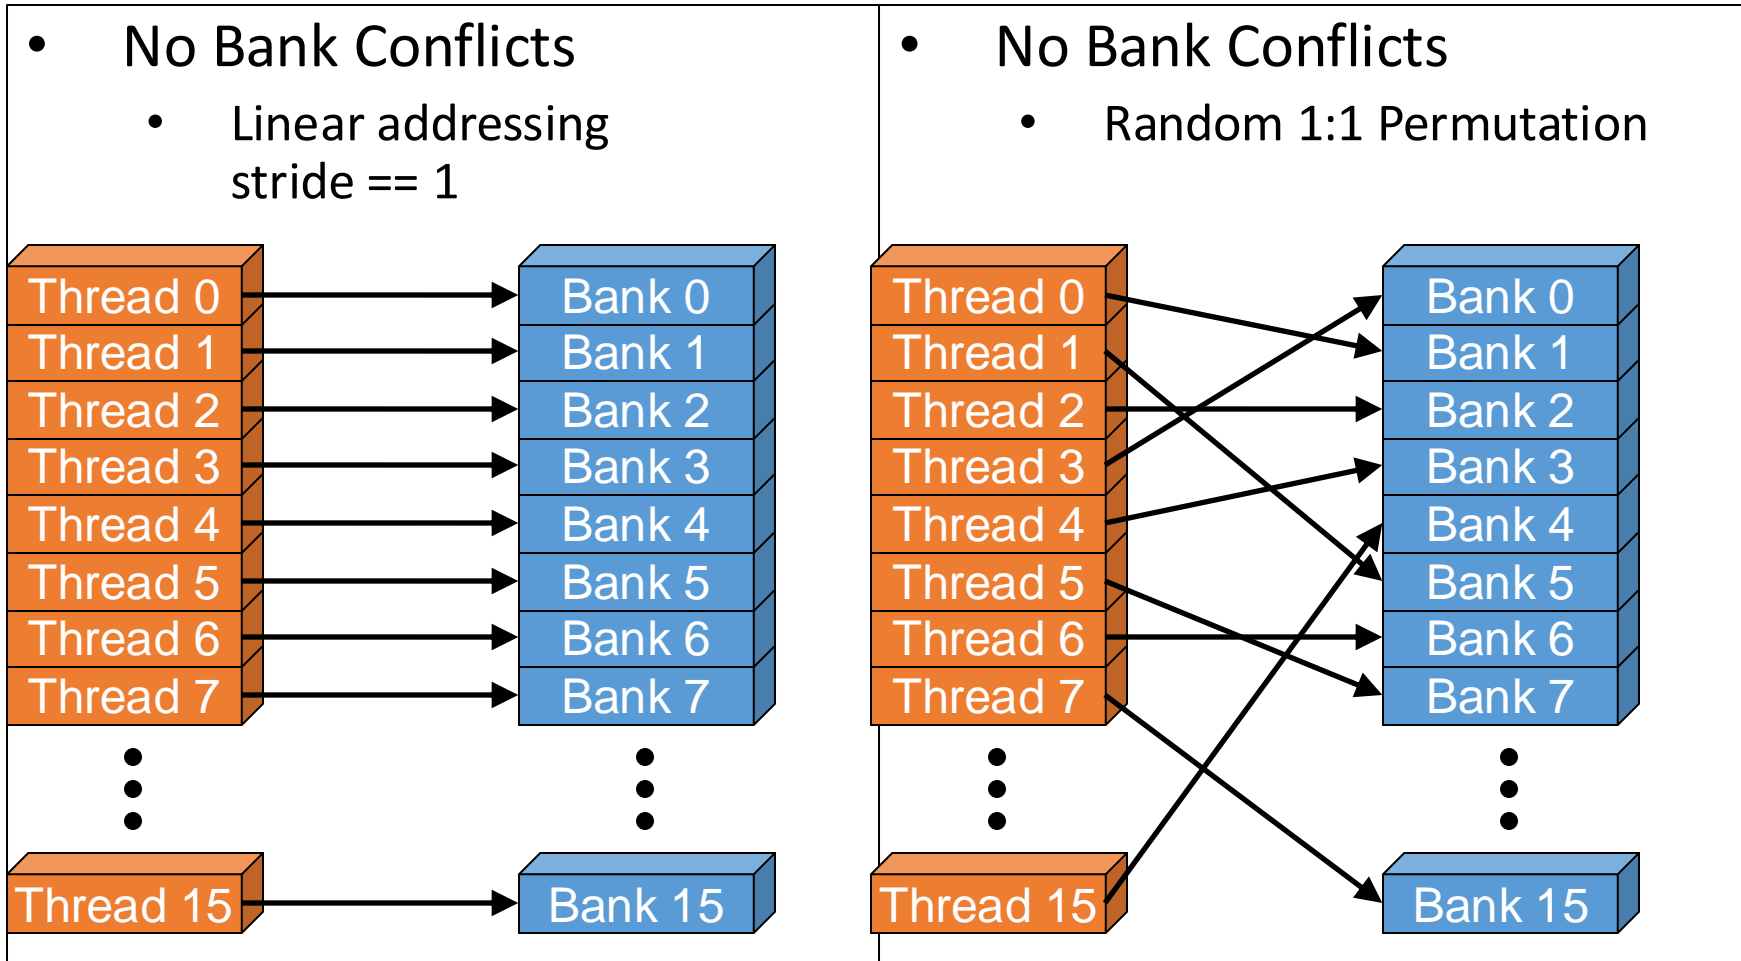 • No Bank Conflicts
• Linear addressing
stride == 1
Thread 0
Thread 1
Thread 2
Thread 3
Thread 4
Thread 5
Thread 6
Thread 7
Thread 15
Bank 0
Bank 1
Bank 2
Bank 3
Bank 4
Bank 5
Bank 6
Bank 7
Bank 15
• No Bank Conflicts
• Random 1:1 Permutation
Thread 0
Thread 1
Thread 2
Thread 3
Thread 4
Thread 5
Thread 6
Thread 7
Thread 15
Bank 0
Bank 1
Bank 2
Bank 3
Bank 4
Bank 5
Bank 6
Bank 7
Bank 15